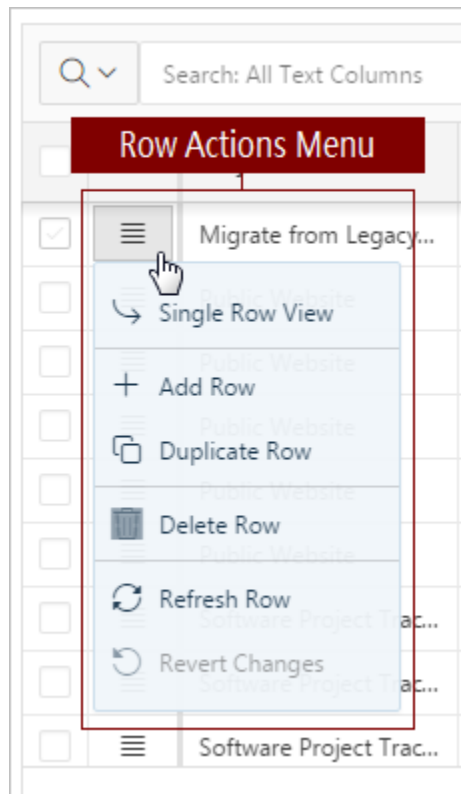 Search: All Text Columns
Row Actions Menu
Migrate from Legacy...
Public Website
Single Row View
Public Website
Add Row
Public Website
Duplicate Row
Public Website
Delete Row
Public Website
Refresh Row
Software Project Trac...
Revert Changes
Software Project Trac...
Software Project Trac...